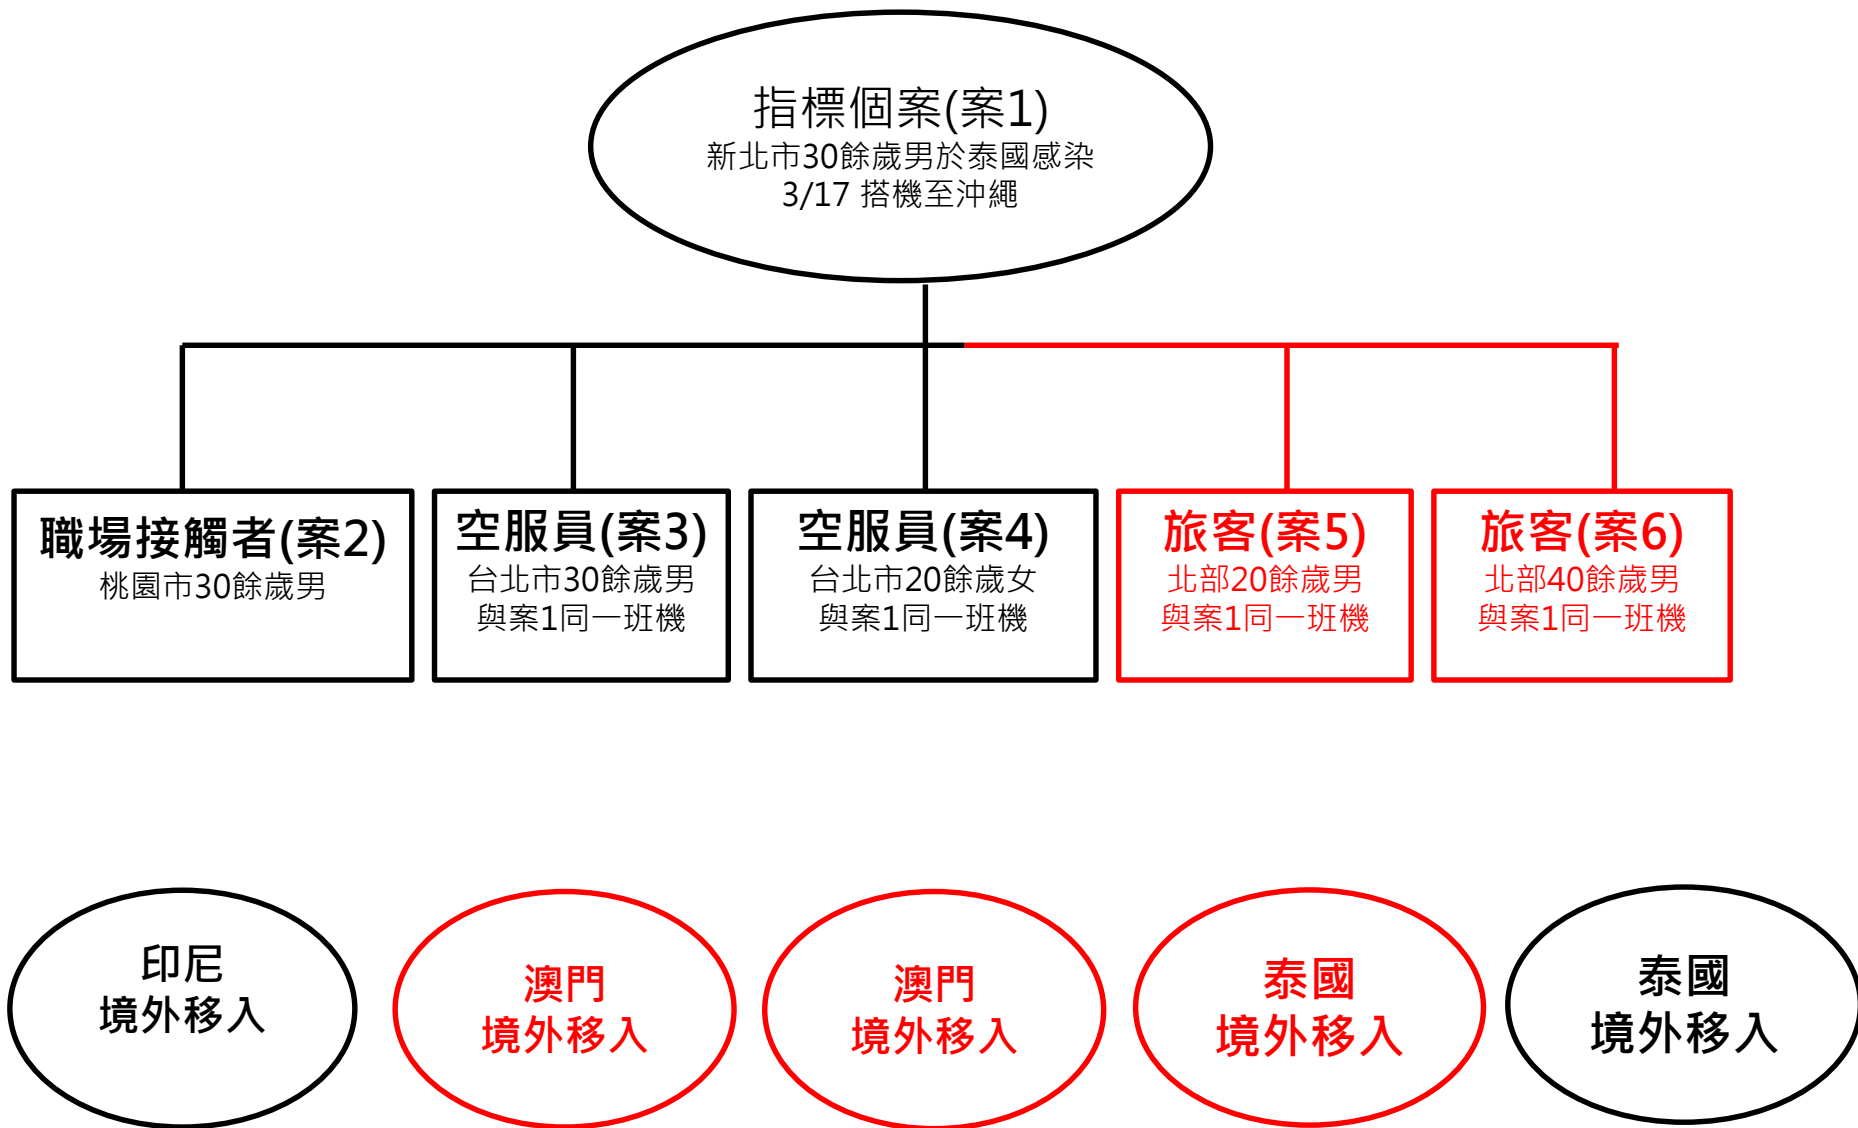 指標個案(案1)
新北市30餘歲男於泰國感染
3/17 搭機至沖繩
職場接觸者(案2)
桃園市30餘歲男
空服員(案3)
台北市30餘歲男
與案1同一班機
空服員(案4)
台北市20餘歲女
與案1同一班機
旅客(案5)
北部20餘歲男
與案1同一班機
旅客(案6)
北部40餘歲男
與案1同一班機
印尼
境外移入
澳門
境外移入
澳門
境外移入
泰國
境外移入
泰國
境外移入